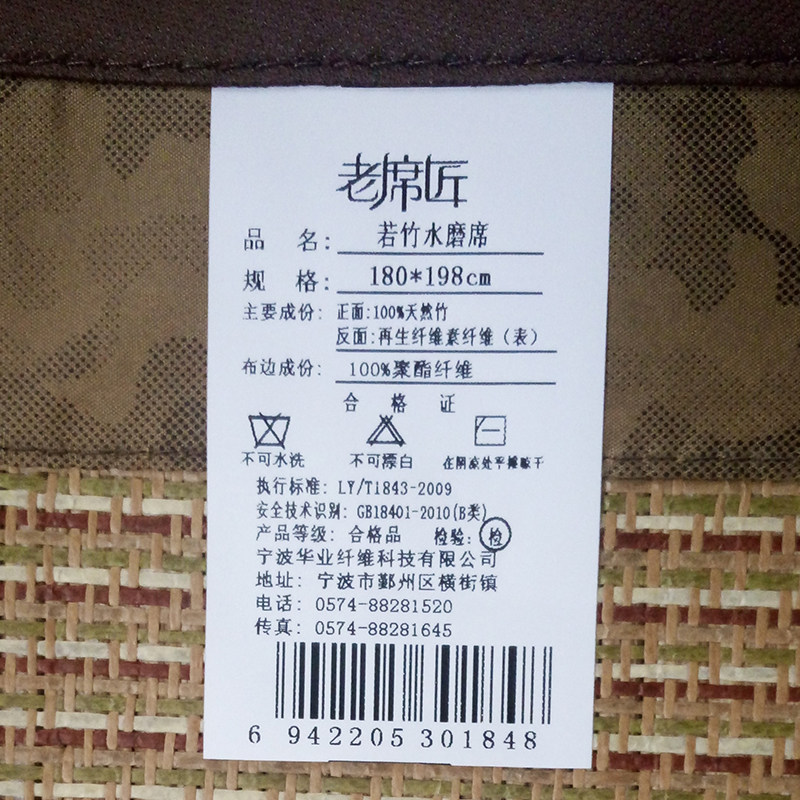 老席匠
品 名: 若竹水磨席
规 格: 180*198cm
主要成份: 正面:100%天然竹
反面:再生纤维素纤维（表）
布边成份: 100%聚酯纤维
合 格 证
不可水洗 不可漂白 在阴凉处平摊晾干
执行标准: LY/T1843-2009
安全技术识别: GB18401-2010(B类)
产品等级: 合格品 检验: 检
宁波华业纤维科技有限公司
地址: 宁波市鄞州区横街镇
电话: 0574-88281520
传真: 0574-88281645
6 942205 301848